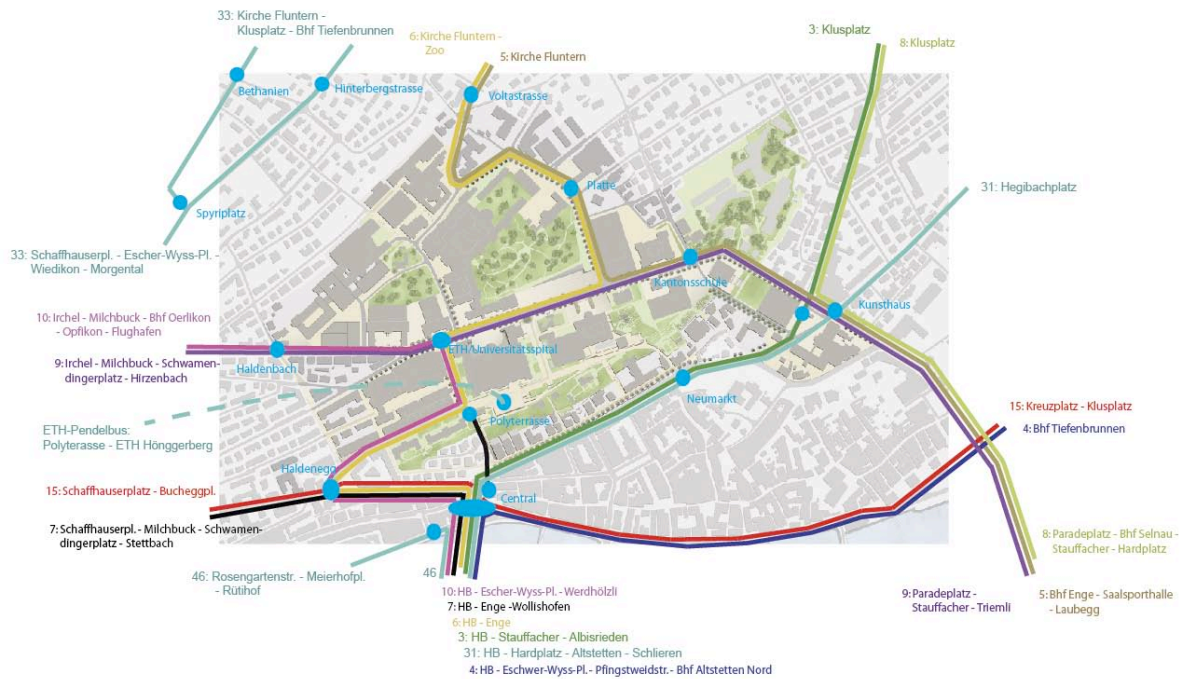 33: Kirche Fluntern -
Klusplatz - Bhf Tiefenbrunnen
6: Kirche Fluntern -
Zoo
5: Kirche Fluntern
3: Klusplatz
8: Klusplatz
Bethanien
Hinterbergstrasse
Voltastrasse
Platte
31: Hegibachplatz
Spyriplatz
33: Schaffhauserpl. - Escher-Wyss-Pl. -
Wiedikon - Morgental
Kantonsschule
Kunsthaus
10: Irchel - Milchbuck - Bhf Oerlikon
- Opfikon - Flughafen
ETH/Universitätsspital
9: Irchel - Milchbuck - Schwamen-
dingerplatz - Hirzenbach
Haldenbach
Neumarkt
ETH-Pendelbus:
Polyterasse - ETH Hönggerberg
Polyterrasse
15: Kreuzplatz - Klusplatz
4: Bhf Tiefenbrunnen
Haldenegg
15: Schaffhauserplatz - Bucheggpl.
Central
7: Schaffhauserpl. - Milchbuck - Schwamen-
dingerplatz - Stettbach
8: Paradeplatz - Bhf Selnau -
Stauffacher - Hardplatz
46: Rosengartenstr. - Meierhofpl.
- Rütihof
46
10: HB - Escher-Wyss-Pl. - Werdhölzli
7: HB - Enge -Wollishofen
6: HB - Enge
3: HB - Stauffacher - Albisrieden
31: HB - Hardplatz - Altstetten - Schlieren
4: HB - Eschwer-Wyss-Pl. - Pfingstweidstr. - Bhf Altstetten Nord
9: Paradeplatz -
Stauffacher - Triemli
5: Bhf Enge - Saalsporthalle
- Laubegg